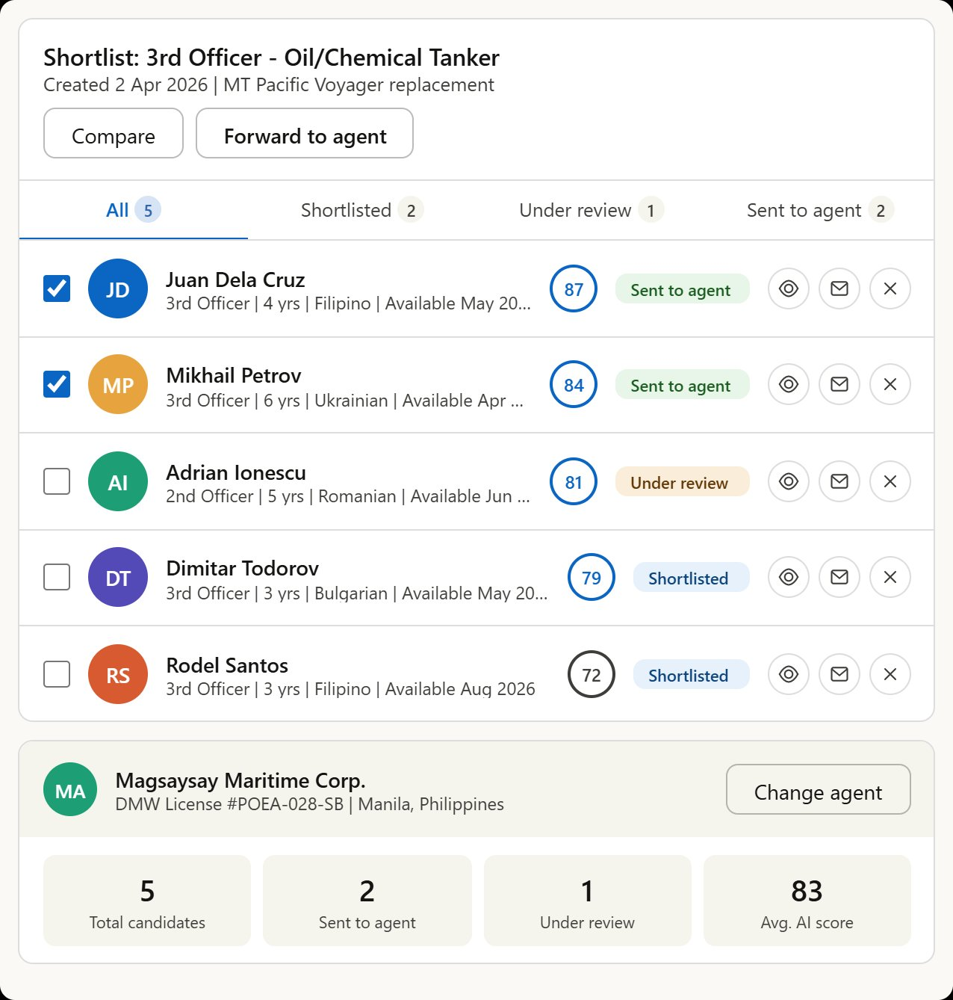 Shortlist: 3rd Officer - Oil/Chemical Tanker
Created 2 Apr 2026 | MT Pacific Voyager replacement
Compare
Forward to agent
All 5
Shortlisted 2
Under review 1
Sent to agent 2
JD
Juan Dela Cruz
3rd Officer | 4 yrs | Filipino | Available May 20...
87
Sent to agent
MP
Mikhail Petrov
3rd Officer | 6 yrs | Ukrainian | Available Apr ...
84
Sent to agent
AI
Adrian Ionescu
2nd Officer | 5 yrs | Romanian | Available Jun ...
81
Under review
DT
Dimitar Todorov
3rd Officer | 3 yrs | Bulgarian | Available May 20...
79
Shortlisted
RS
Rodel Santos
3rd Officer | 3 yrs | Filipino | Available Aug 2026
72
Shortlisted
MA
Magsaysay Maritime Corp.
DMW License #POEA-028-SB | Manila, Philippines
Change agent
5
Total candidates
2
Sent to agent
1
Under review
83
Avg. AI score